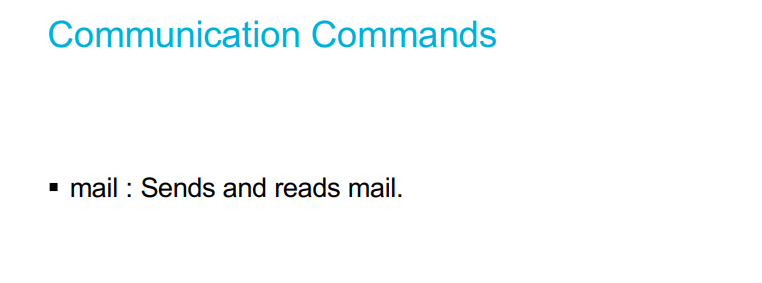 Communication Commands
▪ mail : Sends and reads mail.